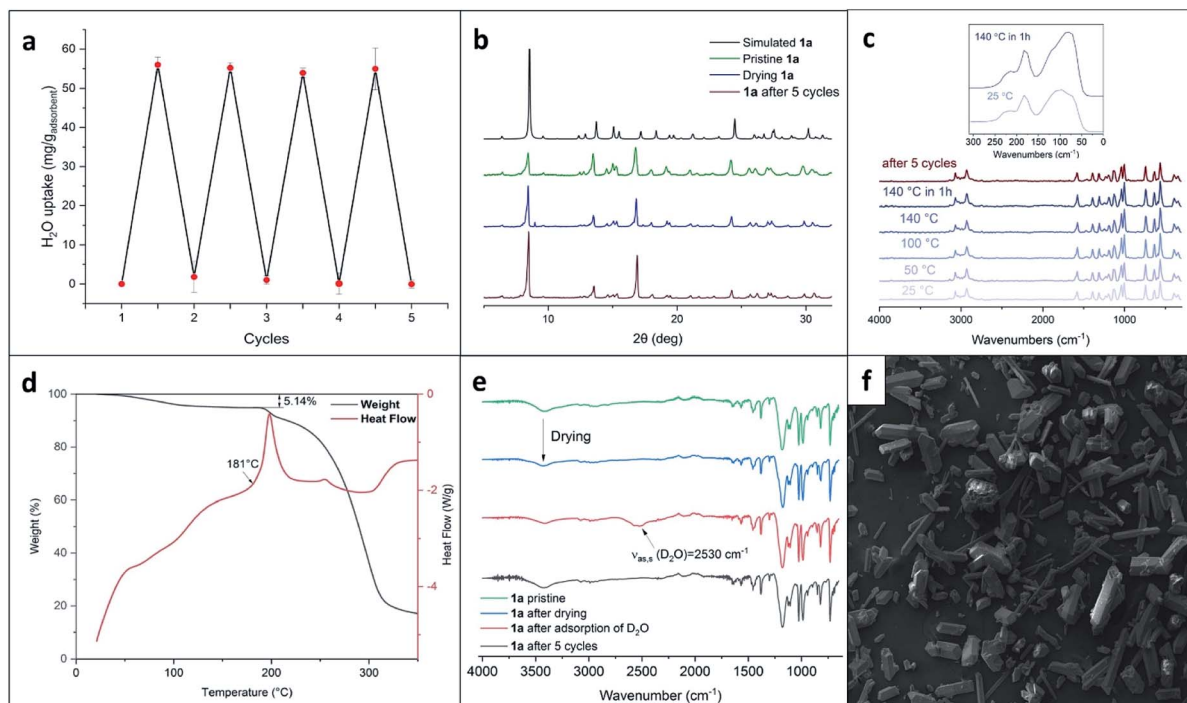 a
H₂O uptake (mg/g_adsorbent)
60
50
40
30
20
10
0
1 2 3 4 5
Cycles
b
Simulated 1a
Pristine 1a
Drying 1a
1a after 5 cycles
10 20 30
2θ (deg)
c
140 °C in 1h
25 °C
300 250 200 150 100 50 0
Wavenumbers (cm⁻¹)
after 5 cycles
140 °C in 1h
140 °C
100 °C
50 °C
25 °C
4000 3000 2000 1000
Wavenumbers (cm⁻¹)
d
100
80
60
40
20
0
Weight (%)
5.14%
Weight
Heat Flow
181°C
0
-2
-4
Heat Flow (W/g)
0 100 200 300
Temperature (°C)
e
Drying
νas,s (D₂O)=2530 cm⁻¹
1a pristine
1a after drying
1a after adsorption of D₂O
1a after 5 cycles
4000 3500 3000 2500 2000 1500 1000
Wavenumber (cm⁻¹)
f